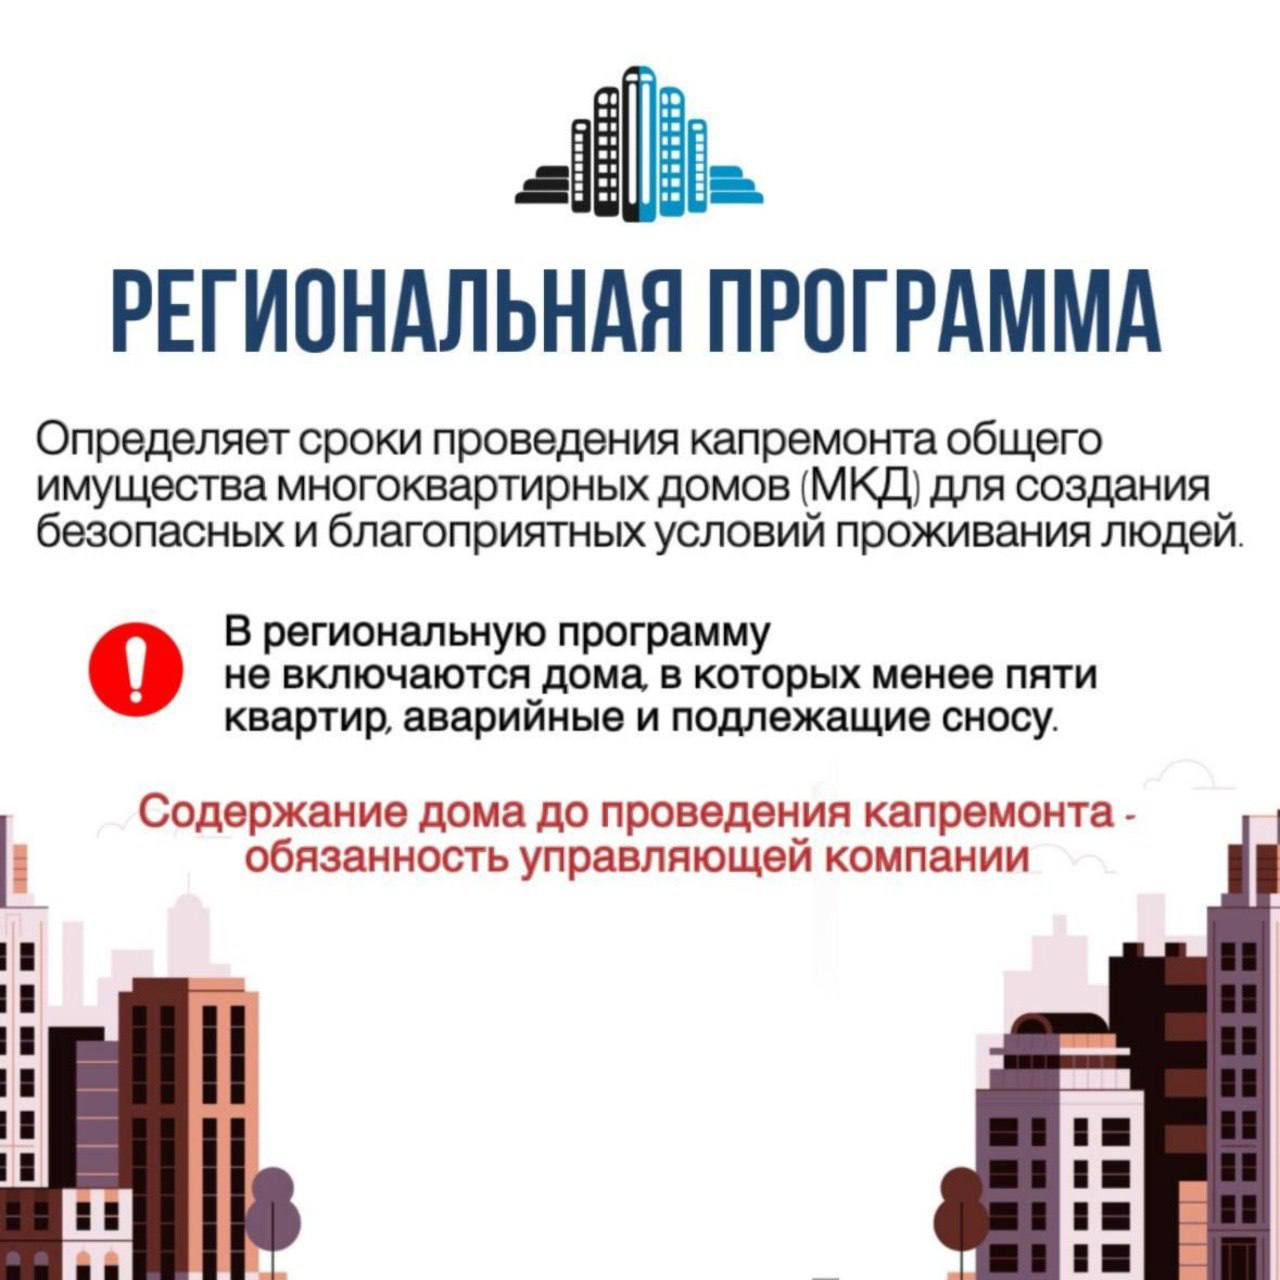 РЕГИОНАЛЬНАЯ ПРОГРАММА
Определяет сроки проведения капремонта общего
имущества многоквартирных домов (МКД) для создания
безопасных и благоприятных условий проживания людей.
В региональную программу
не включаются дома, в которых менее пяти
квартир, аварийные и подлежащие сносу.
Содержание дома до проведения капремонта -
обязанность управляющей компании